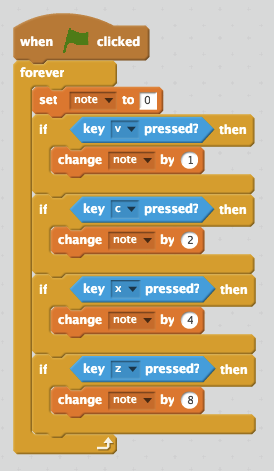 when clicked
forever
set note to 0
if key v pressed? then
change note by 1
if key c pressed? then
change note by 2
if key x pressed? then
change note by 4
if key z pressed? then
change note by 8